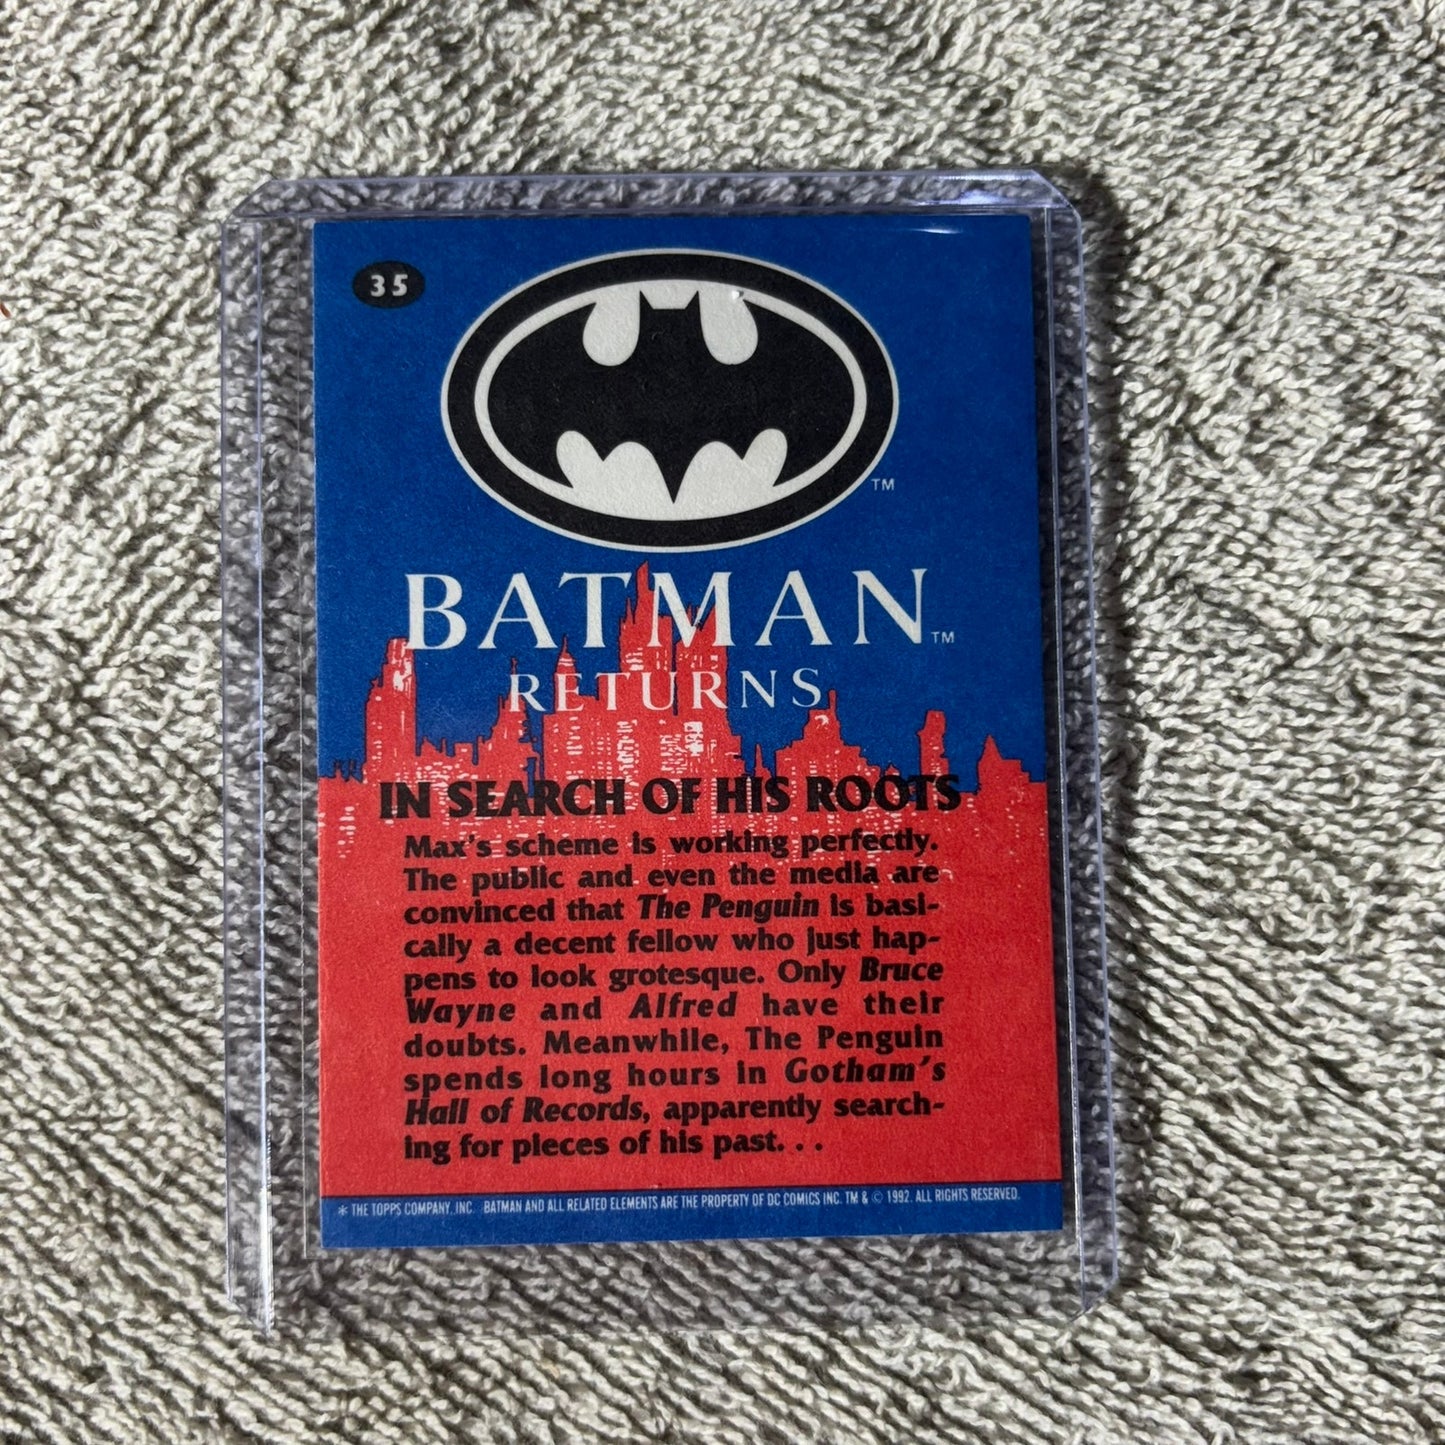 35
TM
BATMAN TM
RETURNS
IN SEARCH OF HIS ROOTS
Max's scheme is working perfectly.
The public and even the media are
convinced that The Penguin is basi-
cally a decent fellow who just hap-
pens to look grotesque. Only Bruce
Wayne and Alfred have their
doubts. Meanwhile, The Penguin
spends long hours in Gotham's
Hall of Records, apparently search-
ing for pieces of his past. . .
* THE TOPPS COMPANY, INC. BATMAN AND ALL RELATED ELEMENTS ARE THE PROPERTY OF DC COMICS INC. TM & © 1992. ALL RIGHTS RESERVED.